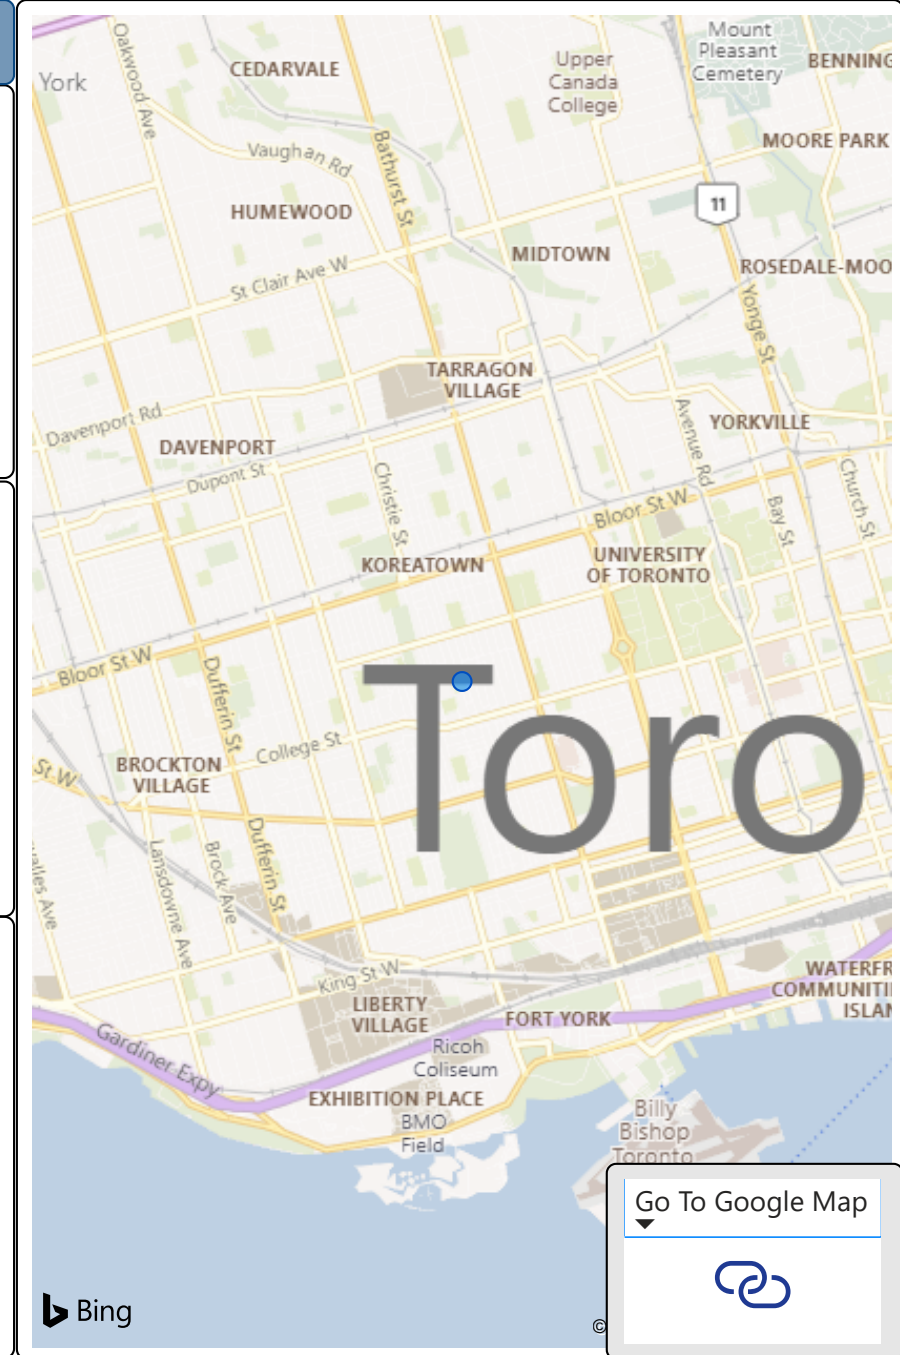 Mount
Pleasant
Cemetery
Upper
Canada
College
York
Oakwood Ave
CEDARVALE
BENNING
MOORE PARK
Vaughan Rd
Bathurst St
11
HUMEWOOD
MIDTOWN
ROSEDALE-MOO
St Clair Ave W
Yonge St
TARRAGON
VILLAGE
Davenport Rd
Avenue Rd
YORKVILLE
DAVENPORT
Dupont St
Christie St
Church St
Bay St
Bloor St W
KOREATOWN
UNIVERSITY
OF TORONTO
Bloor St W
Dufferin St
Toro
College St
BROCKTON
VILLAGE
St W
Dufferin St
Lansdowne Ave
Brock Ave
valles Ave
King St W
WATERFR
COMMUNITI
ISLAN
LIBERTY
VILLAGE
FORT YORK
Gardiner Expy
Ricoh
Coliseum
EXHIBITION PLACE
BMO
Field
Billy
Bishop
Toronto
Go To Google Map
Bing
©